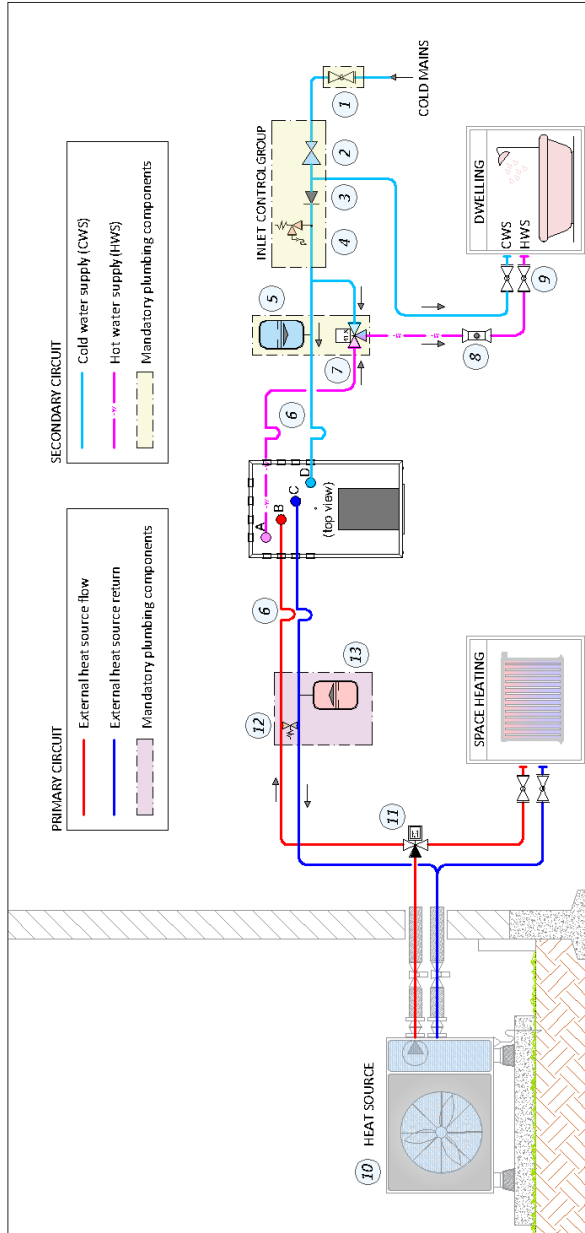 PRIMARY CIRCUIT
External heat source flow
External heat source return
Mandatory plumbing components
SECONDARY CIRCUIT
Cold water supply (CWS)
Hot water supply (HWS)
Mandatory plumbing components
INLET CONTROL GROUP
1
2
3
4
5
6
7
8
9
COLD MAINS
DWELLING
CWS
HWS
A
B
C
D
(top view)
6
12
13
11
SPACE HEATING
10
HEAT SOURCE